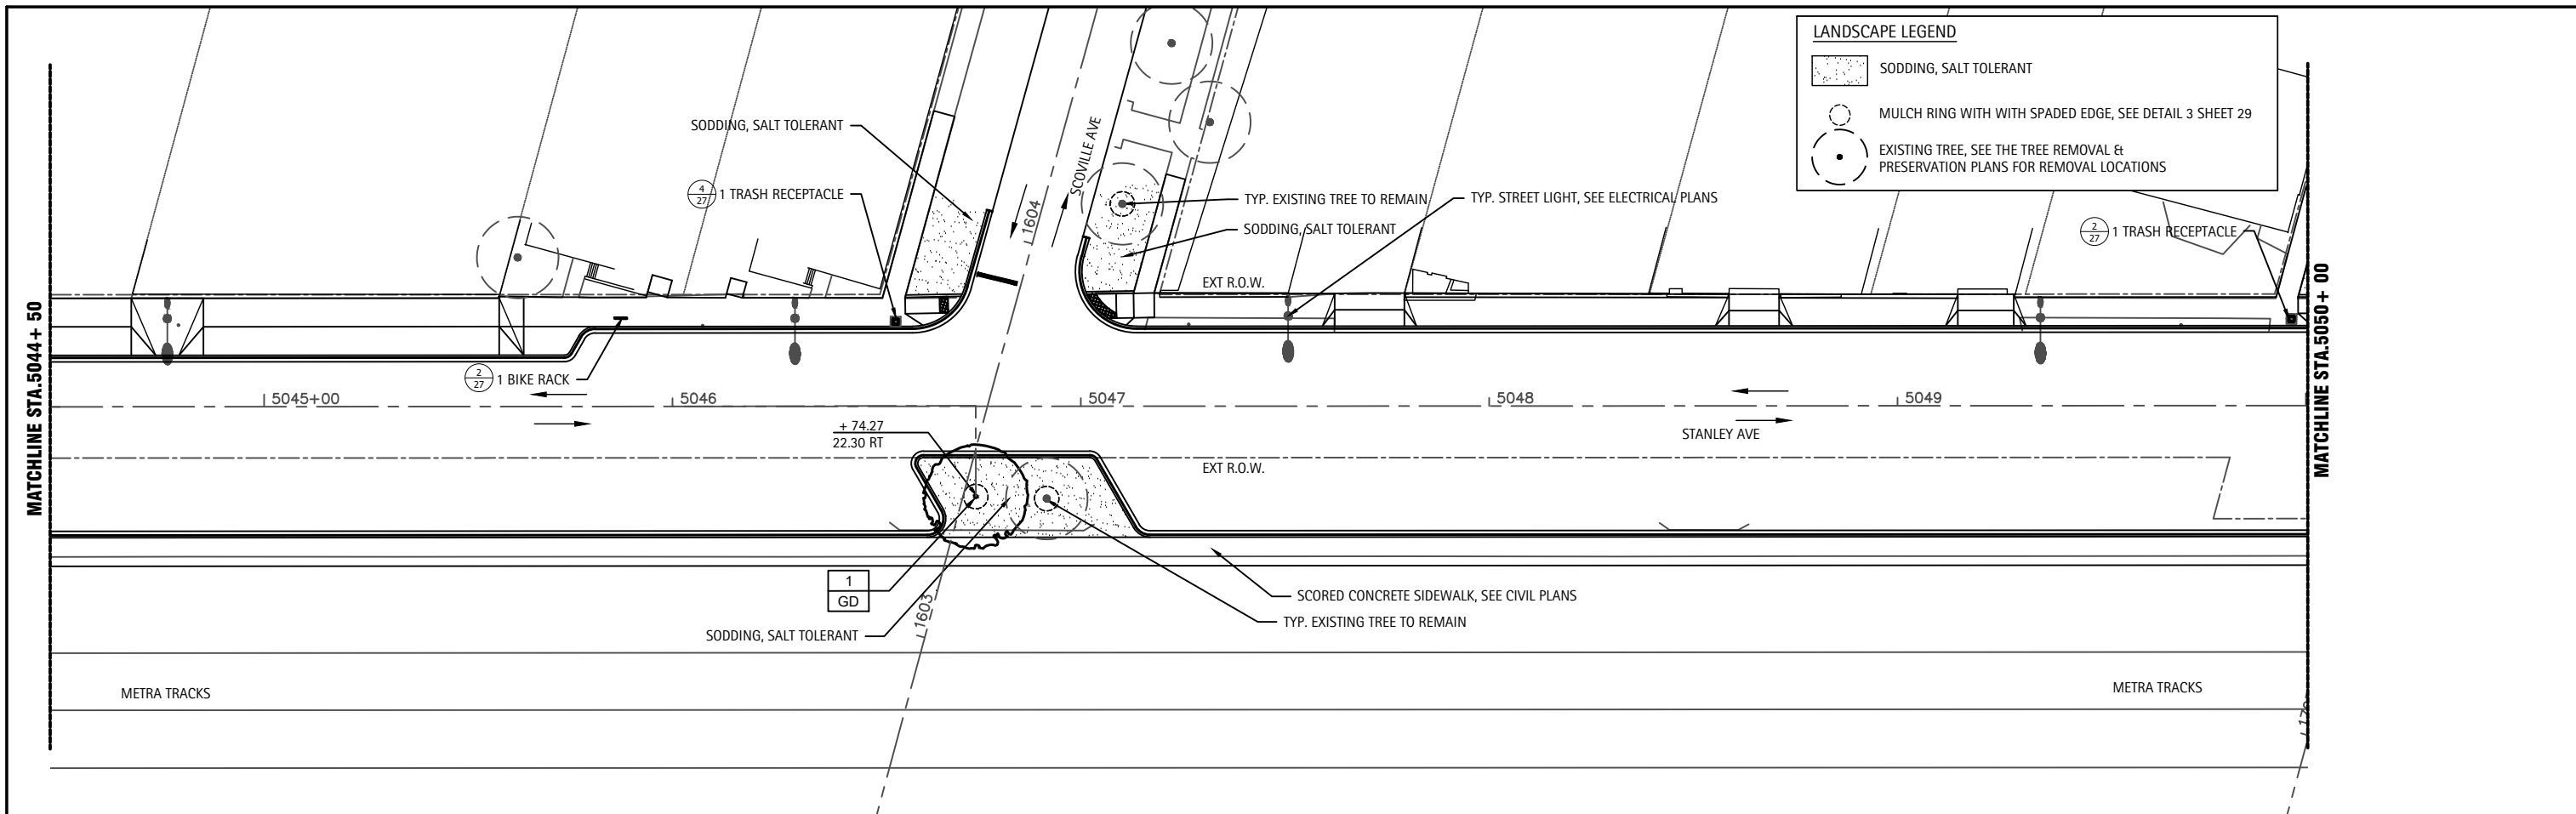 LANDSCAPE LEGEND
SODDING, SALT TOLERANT
MULCH RING WITH WITH SPADED EDGE, SEE DETAIL 3 SHEET 29
EXISTING TREE, SEE THE TREE REMOVAL &
PRESERVATION PLANS FOR REMOVAL LOCATIONS
SODDING, SALT TOLERANT
4
27
1 TRASH RECEPTACLE
SCOVILLE AVE
1604
TYP. EXISTING TREE TO REMAIN
TYP. STREET LIGHT, SEE ELECTRICAL PLANS
SODDING, SALT TOLERANT
2
27
1 TRASH RECEPTACLE
EXT R.O.W.
MATCHLINE STA.5044+ 50
MATCHLINE STA.5050+ 00
2
27
1 BIKE RACK
5045+00
5046
5047
5048
5049
+ 74.27
22.30 RT
STANLEY AVE
EXT R.O.W.
1
GD
1603
SCORED CONCRETE SIDEWALK, SEE CIVIL PLANS
TYP. EXISTING TREE TO REMAIN
SODDING, SALT TOLERANT
METRA TRACKS
METRA TRACKS